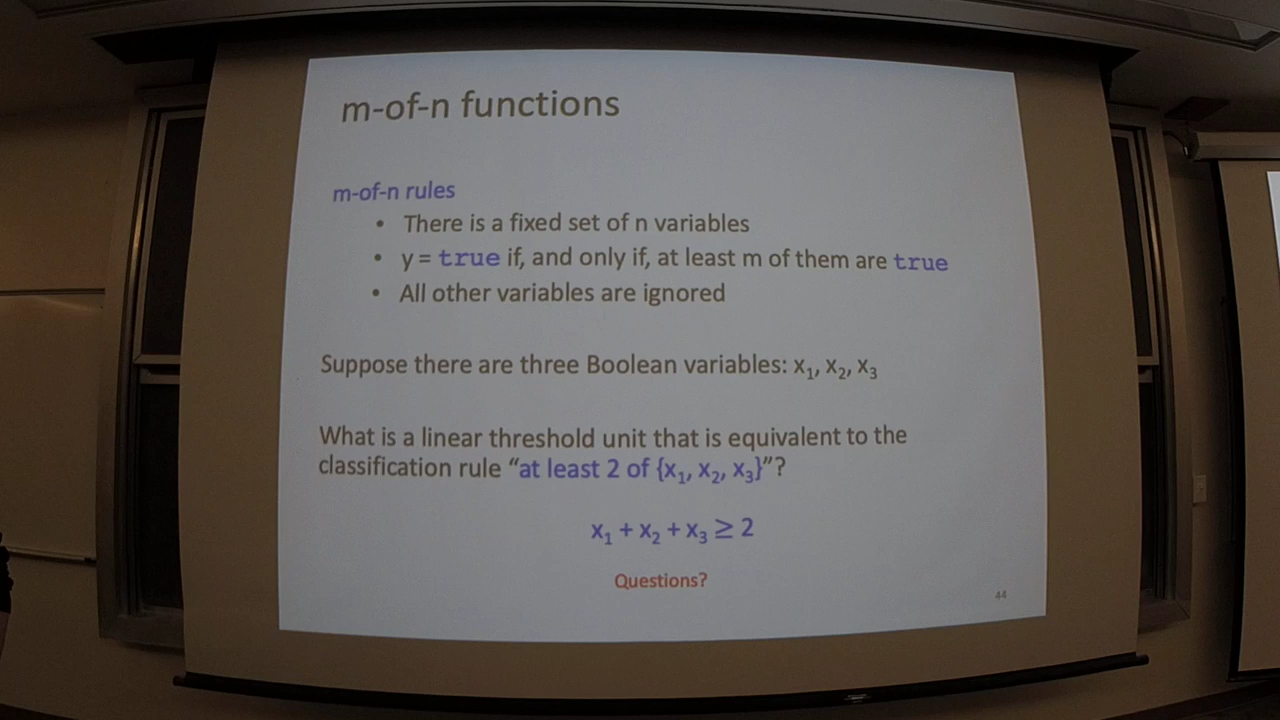 m-of-n functions
m-of-n rules
• There is a fixed set of n variables
• y = true if, and only if, at least m of them are true
• All other variables are ignored
Suppose there are three Boolean variables: x₁, x₂, x₃
What is a linear threshold unit that is equivalent to the
classification rule “at least 2 of {x₁, x₂, x₃}”?
x₁ + x₂ + x₃ ≥ 2
Questions?
44